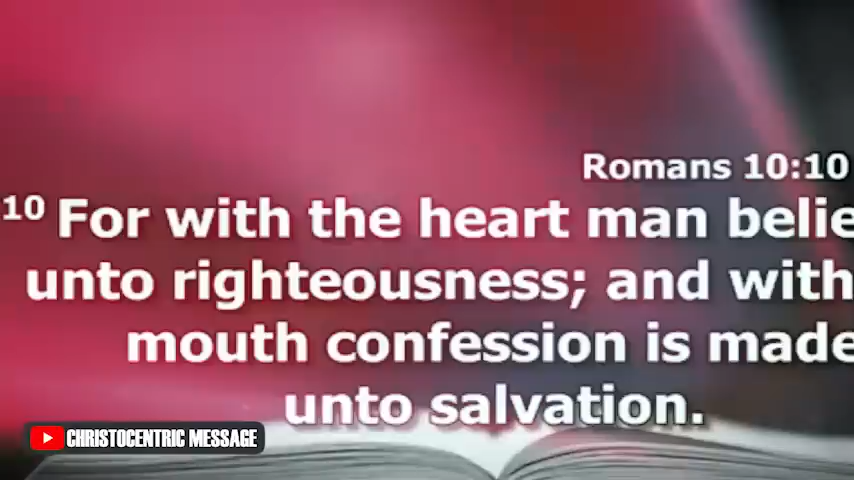 Romans 10:10
10 For with the heart man belie
unto righteousness; and with
mouth confession is made
unto salvation.
CHRISTOCENTRIC MESSAGE